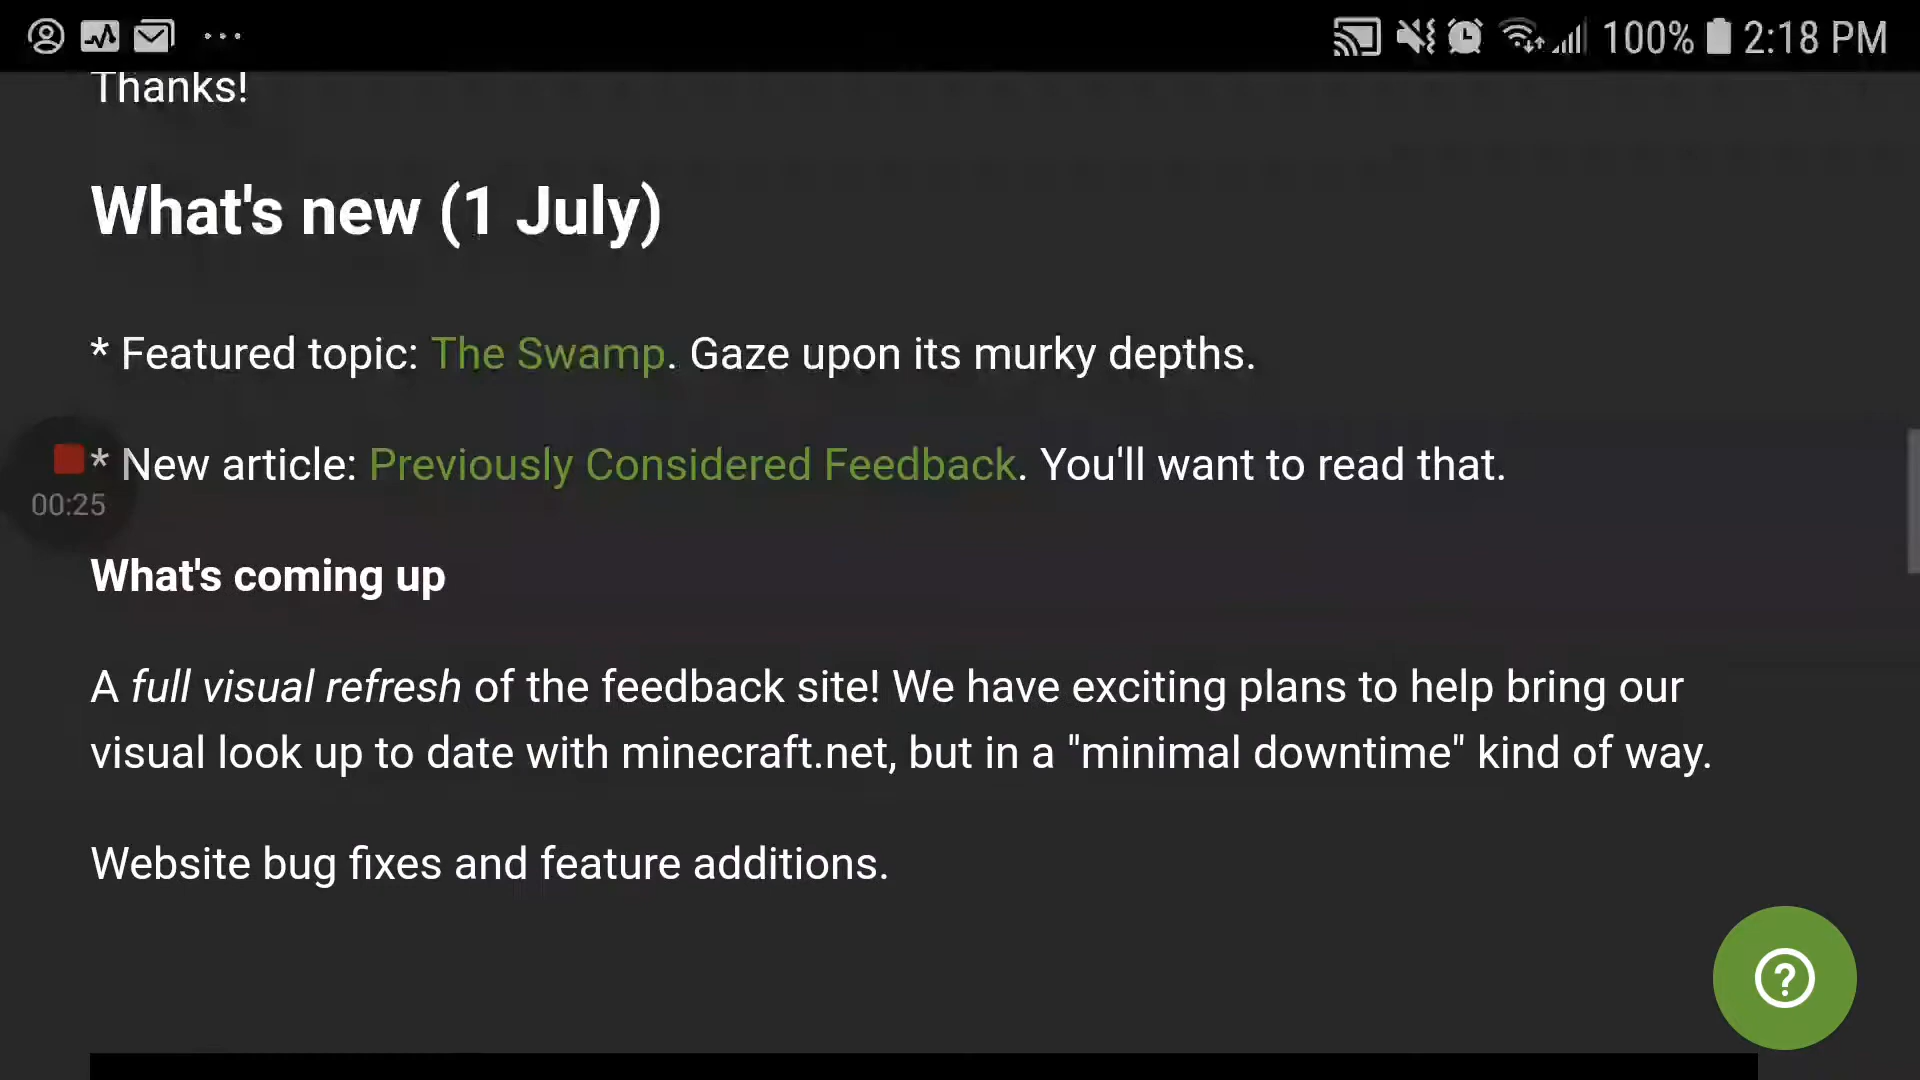 100% 2:18 PM
Thanks!
What's new (1 July)
* Featured topic: The Swamp. Gaze upon its murky depths.
* New article: Previously Considered Feedback. You'll want to read that.
00:25
What's coming up
A full visual refresh of the feedback site! We have exciting plans to help bring our
visual look up to date with minecraft.net, but in a "minimal downtime" kind of way.
Website bug fixes and feature additions.